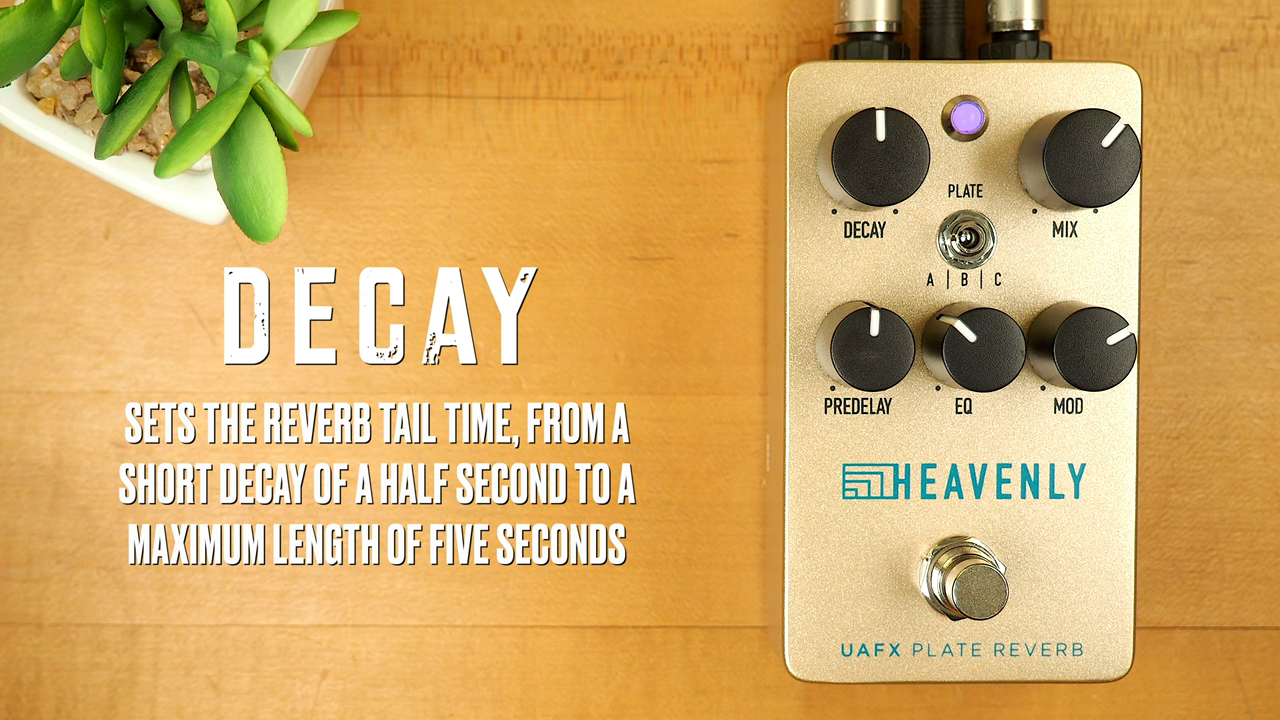 DECAY
SETS THE REVERB TAIL TIME, FROM A
SHORT DECAY OF A HALF SECOND TO A
MAXIMUM LENGTH OF FIVE SECONDS
PLATE
DECAY
MIX
A | B | C
PREDELAY
EQ
MOD
HEAVENLY
UAFX PLATE REVERB